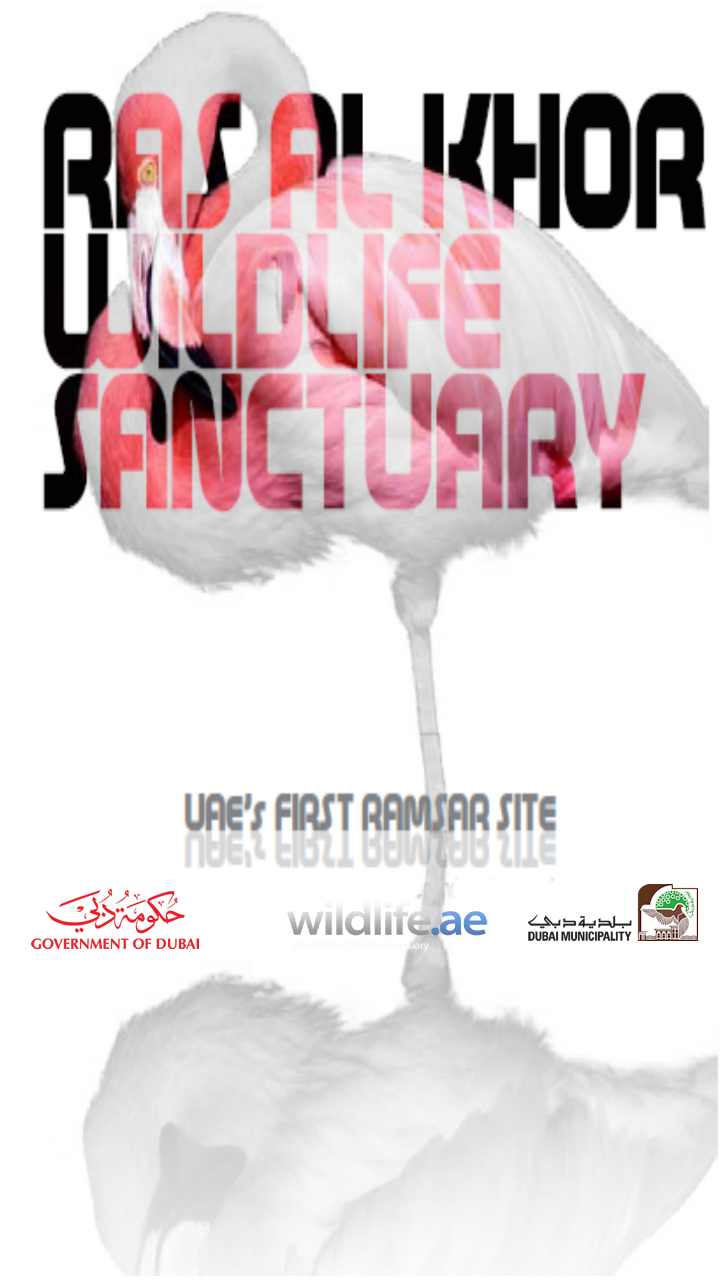 RAS AL KHOR
WILDLIFE
SANCTUARY
UAE's FIRST RAMSAR SITE
حكومة دبي
GOVERNMENT OF DUBAI
wildlife.ae
بلدية دبي
DUBAI MUNICIPALITY